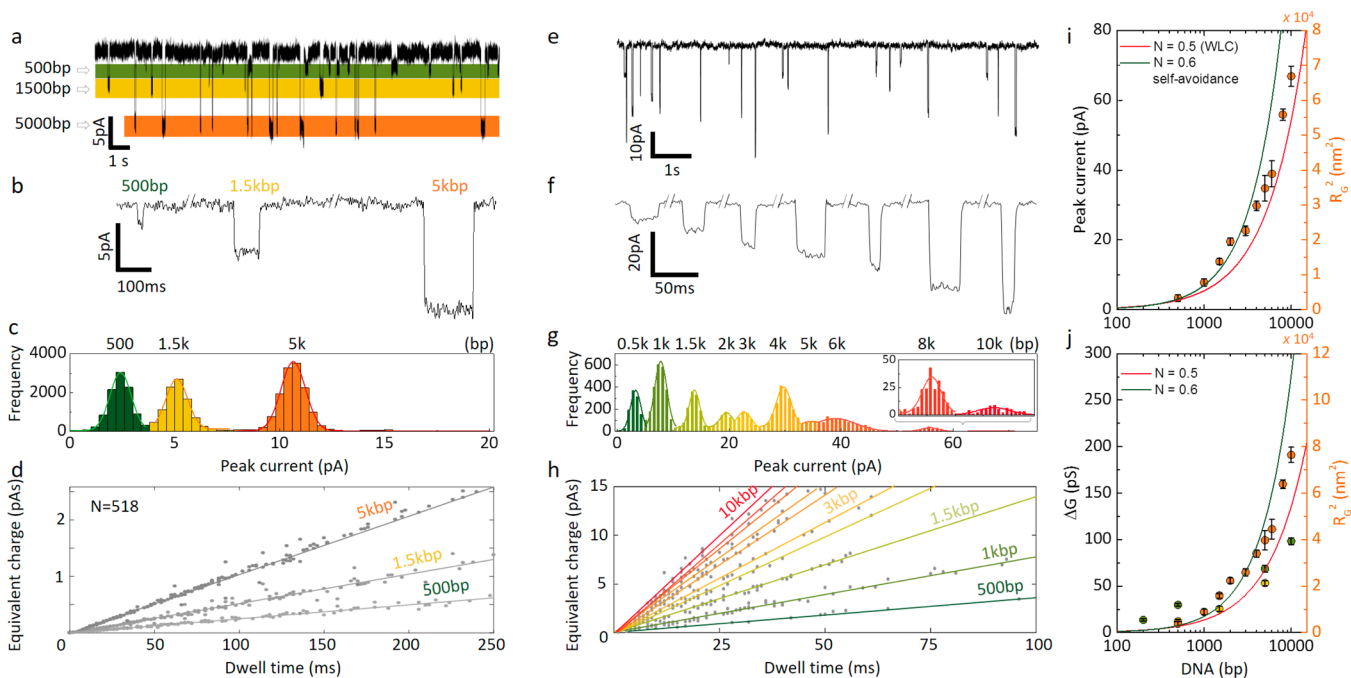 a
500bp
1500bp
5000bp
5pA
1 s
b
500bp
1.5kbp
5kbp
5pA
100ms
c
500
1.5k
5k
(bp)
Frequency
4000
2000
0
0
5
10
15
20
Peak current (pA)
d
N=518
Equivalent charge (pAs)
2
1
0
5kbp
1.5kbp
500bp
0
50
100
150
200
250
Dwell time (ms)
e
10pA
1s
f
20pA
50ms
g
0.5k 1k 1.5k 2k 3k 4k 5k 6k 8k 10k (bp)
Frequency
600
400
200
0
50
25
0
0
20
40
60
Peak current (pA)
h
Equivalent charge (pAs)
15
10
5
0
10kbp
3kbp
1.5kbp
1kbp
500bp
25
50
75
100
Dwell time (ms)
i
x 10⁴
N = 0.5 (WLC)
N = 0.6
self-avoidance
Peak current (pA)
80
60
40
20
0
8
7
6
5
4
3
2
1
0
R_G² (nm²)
100
1000
10000
j
x 10⁴
N = 0.5
N = 0.6
ΔG (pS)
300
250
200
150
100
50
0
12
10
8
6
4
2
0
R_G² (nm²)
100
1000
10000
DNA (bp)